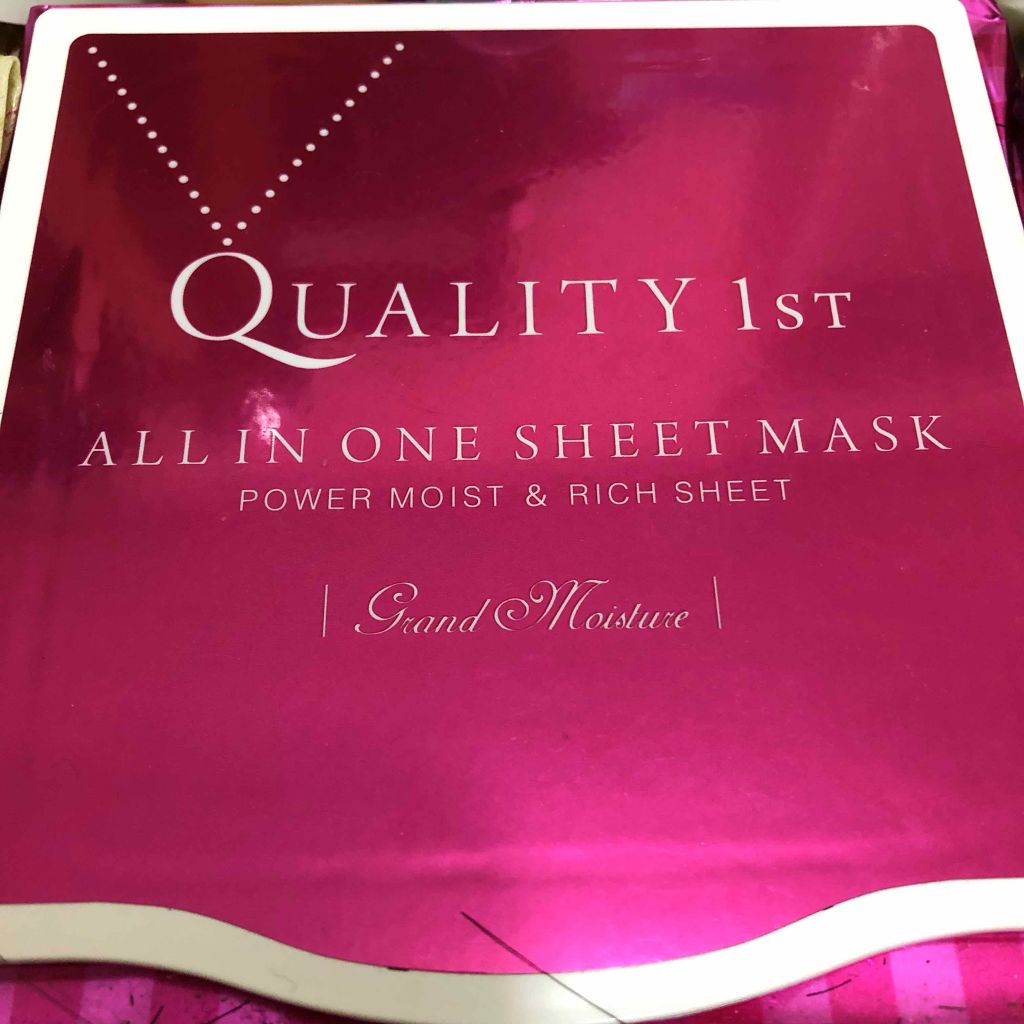 QUALITY 1ST
ALL IN ONE SHEET MASK
POWER MOIST & RICH SHEET
| Grand Moisture |